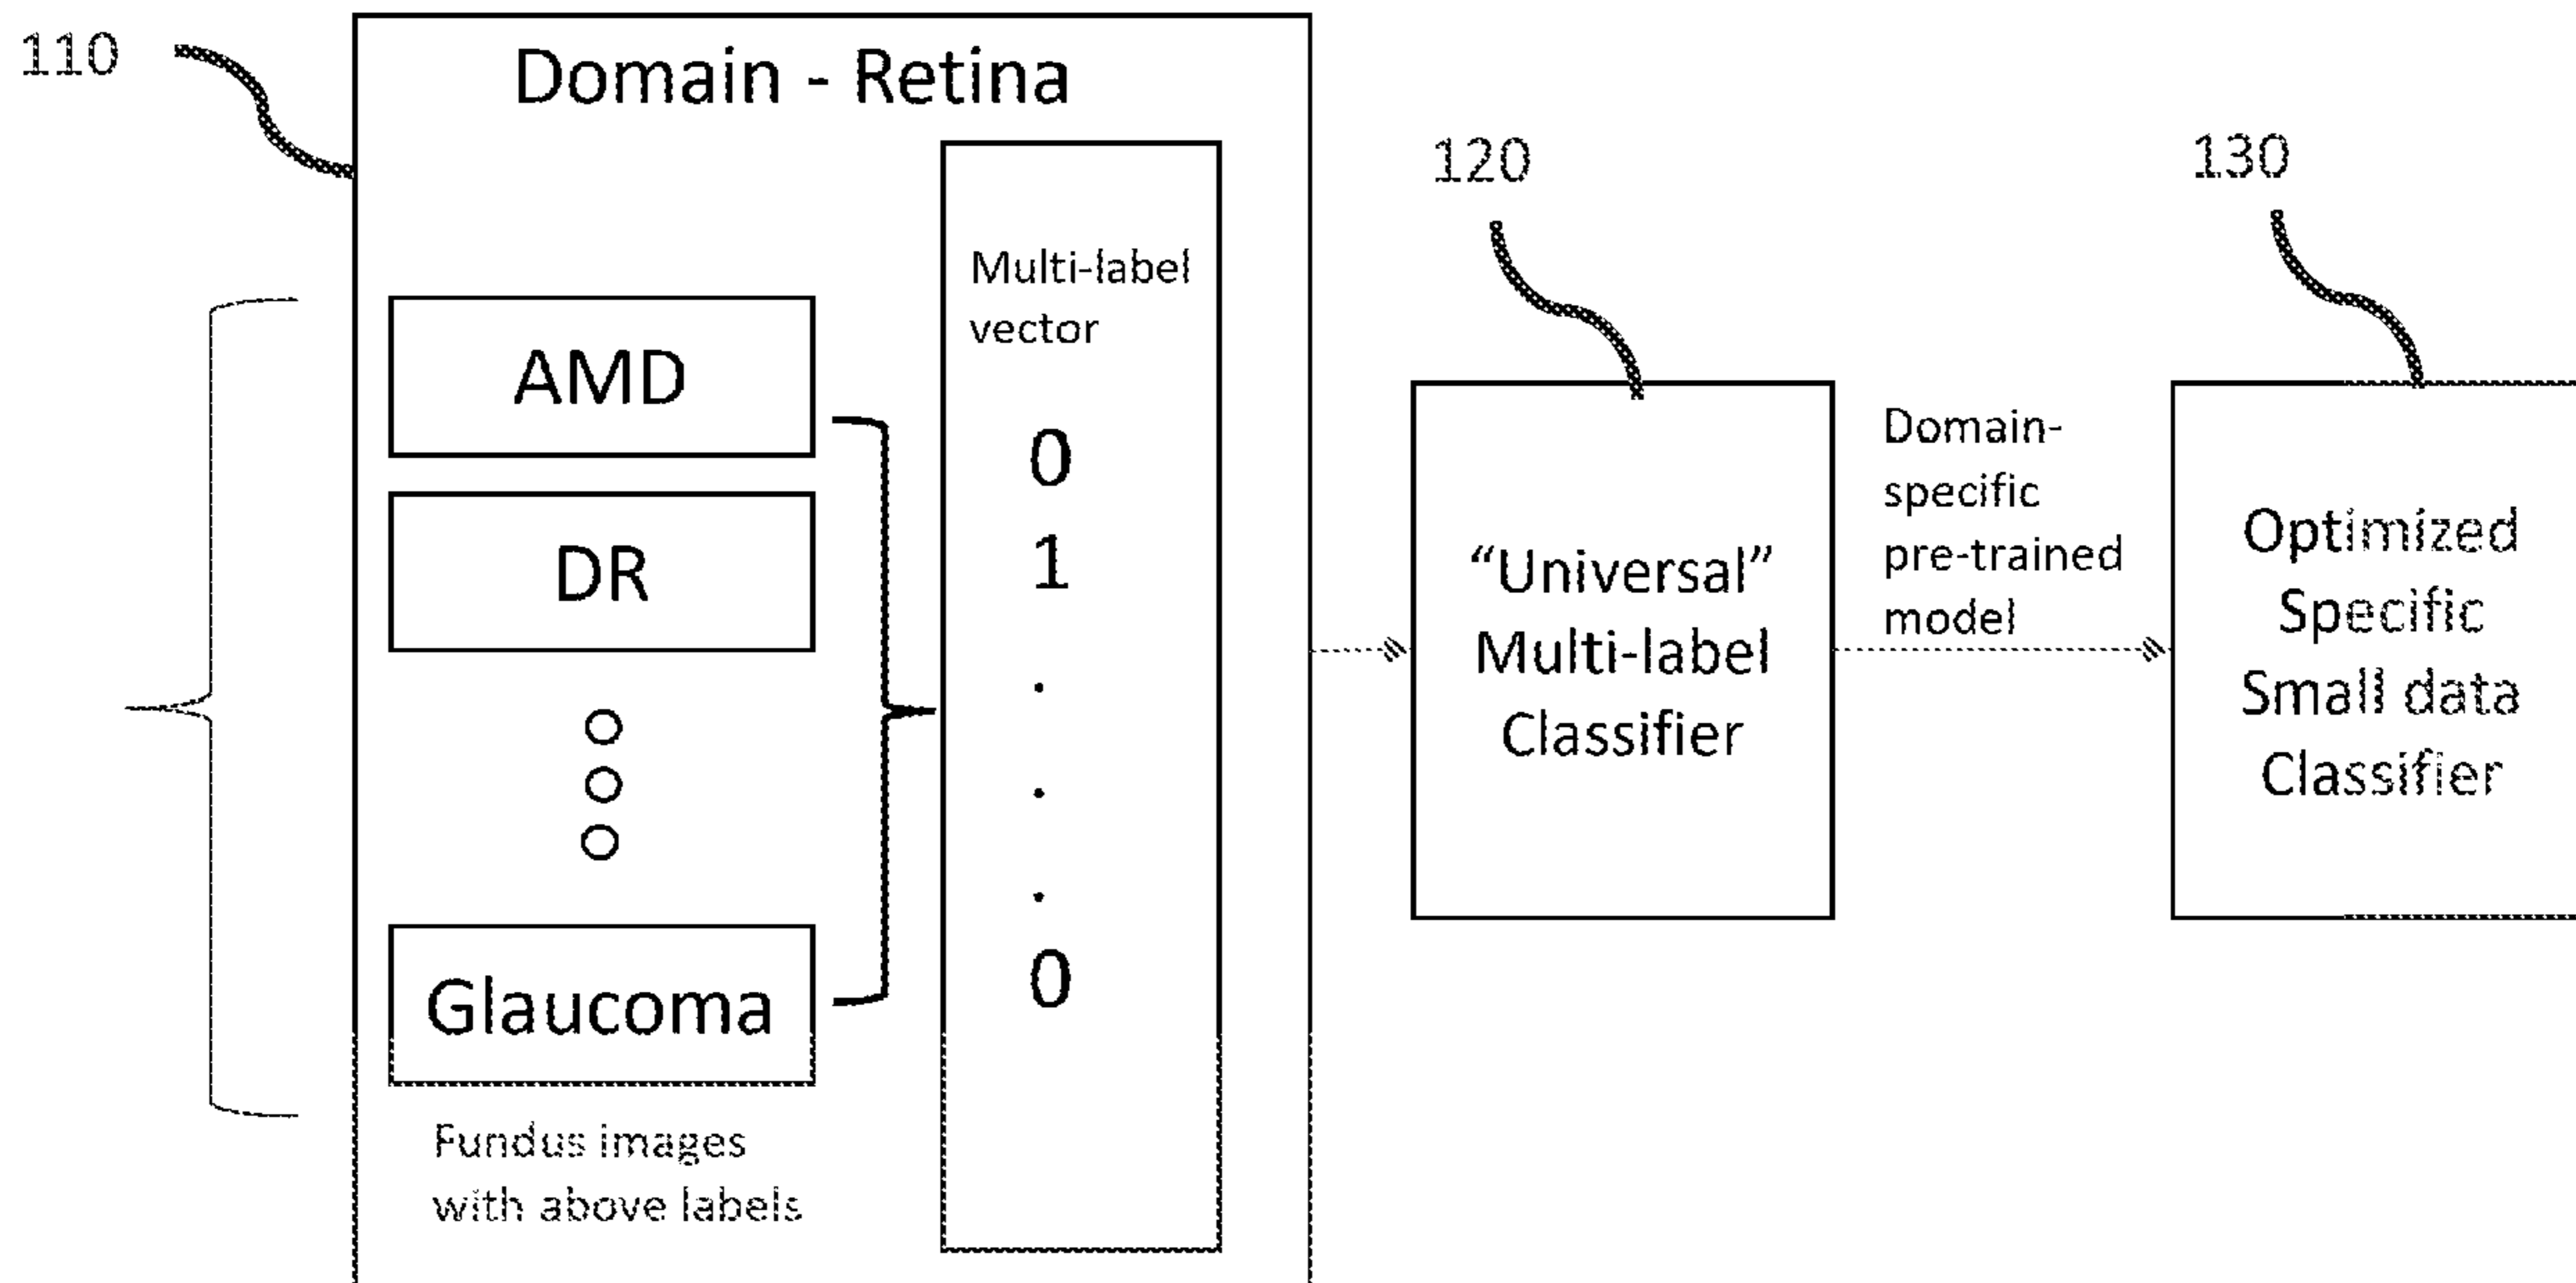 110
Domain - Retina
AMD
DR
Glaucoma
Fundus images
with above labels
Multi-label
vector
0
1
.
.
.
0
120
“Universal”
Multi-label
Classifier
Domain-
specific
pre-trained
model
130
Optimized
Specific
Small data
Classifier